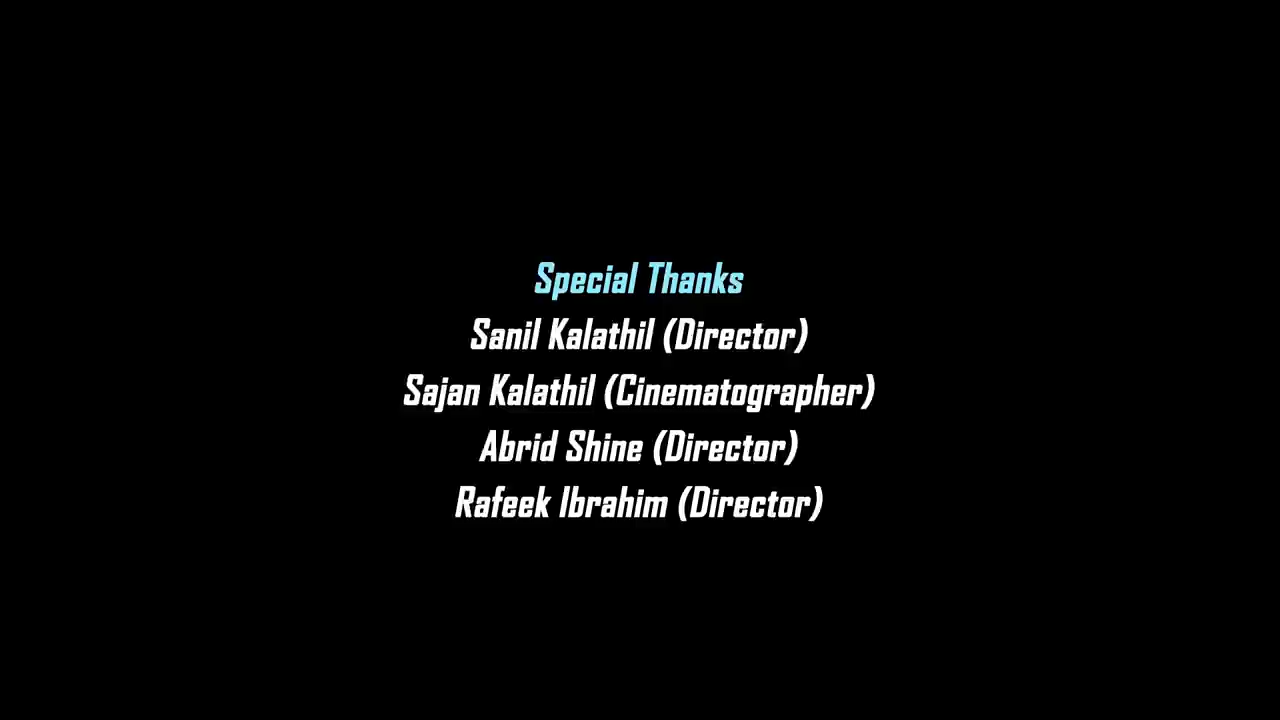 Special Thanks
Sanil Kalathil (Director)
Sajan Kalathil (Cinematographer)
Abrid Shine (Director)
Rafeek Ibrahim (Director)